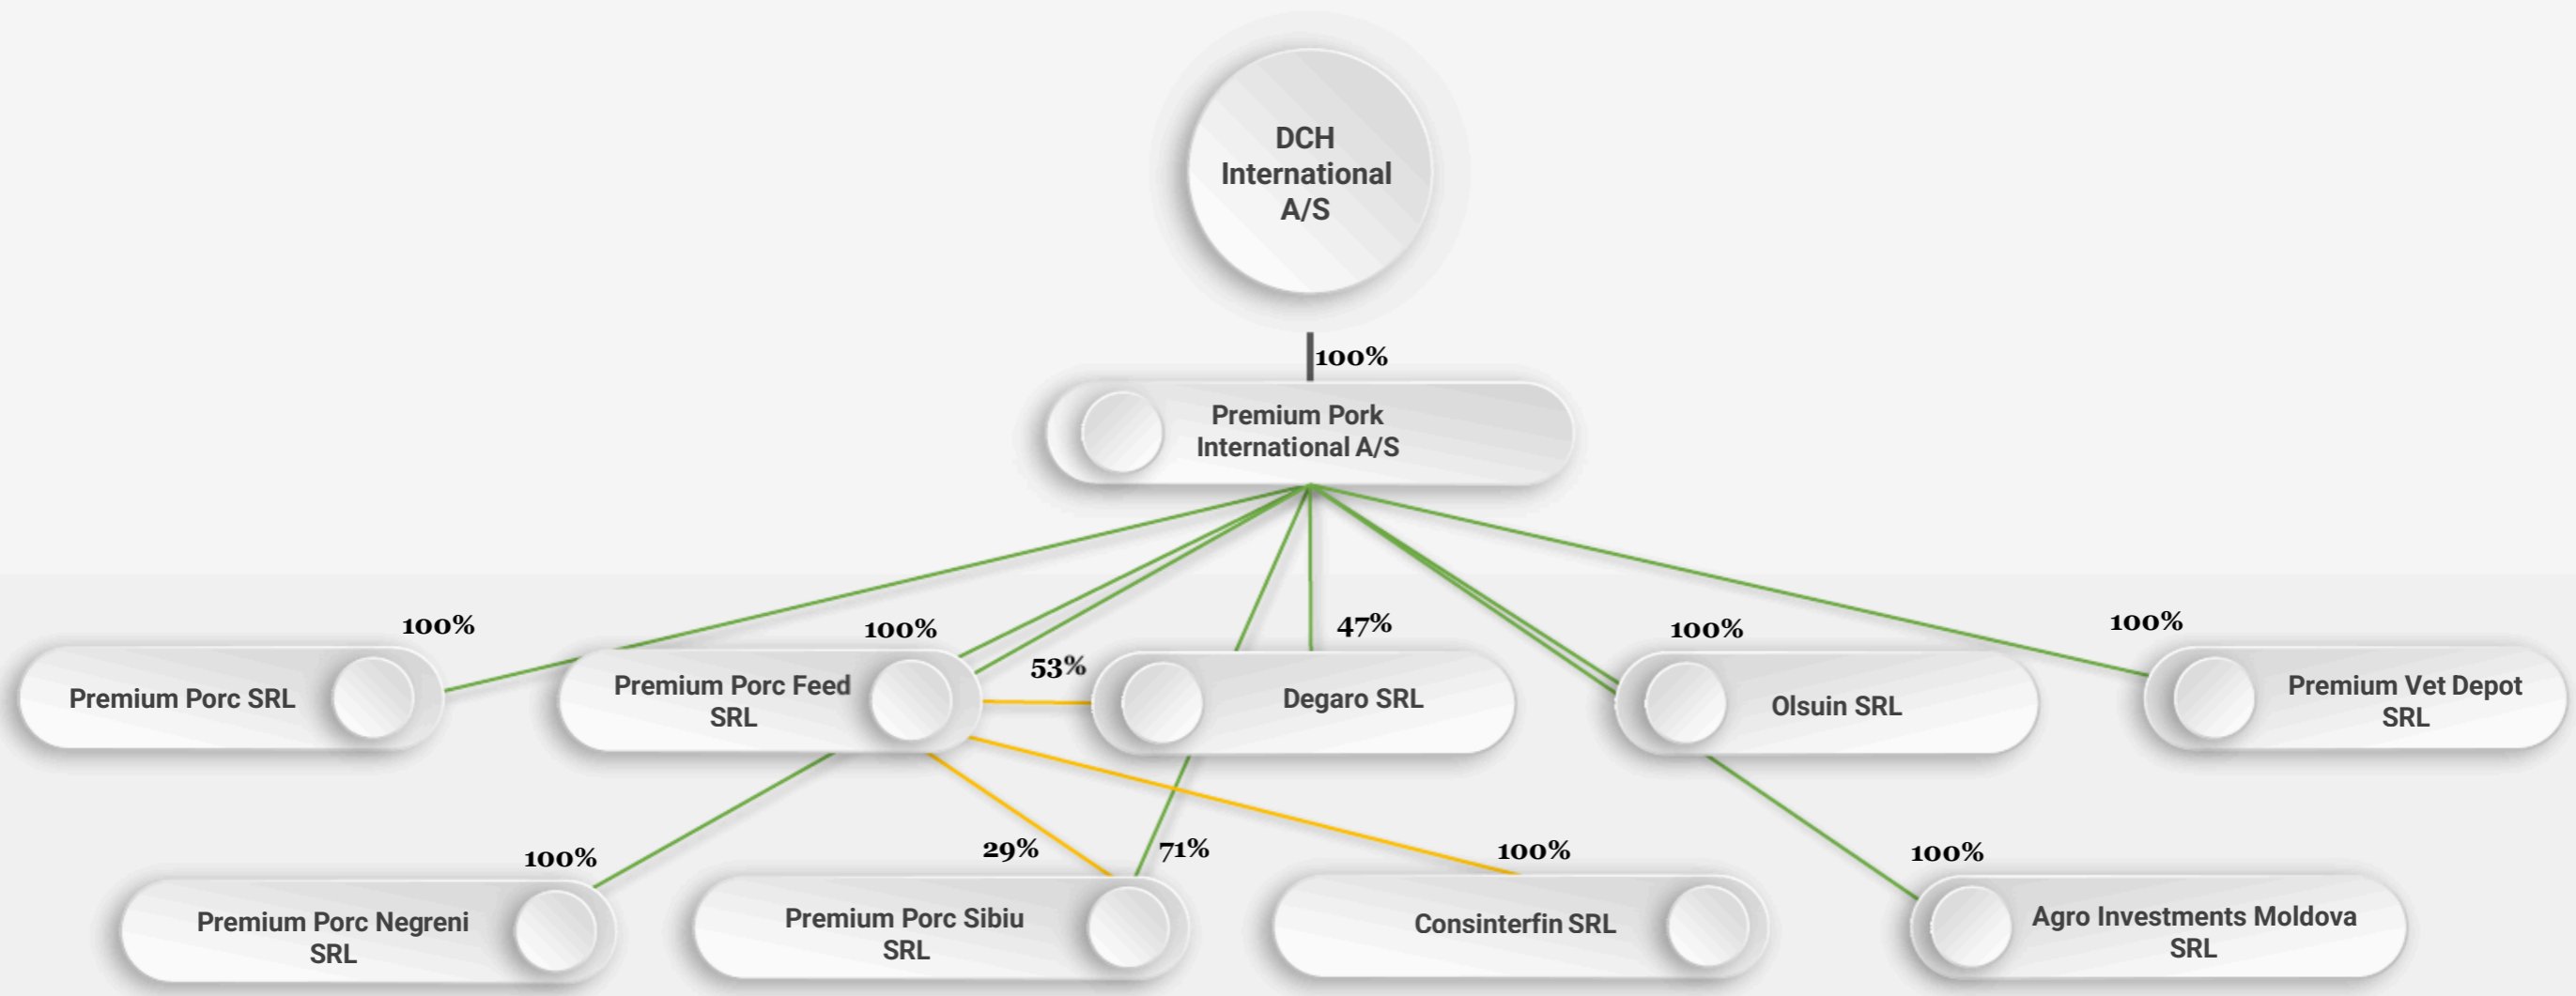 DCH
International
A/S
100%
Premium Pork
International A/S
100%
100%
53%
47%
100%
100%
Premium Porc SRL
Premium Porc Feed
SRL
Degaro SRL
Olsuin SRL
Premium Vet Depot
SRL
100%
29%
71%
100%
100%
Premium Porc Negreni
SRL
Premium Porc Sibiu
SRL
Consinterfin SRL
Agro Investments Moldova
SRL